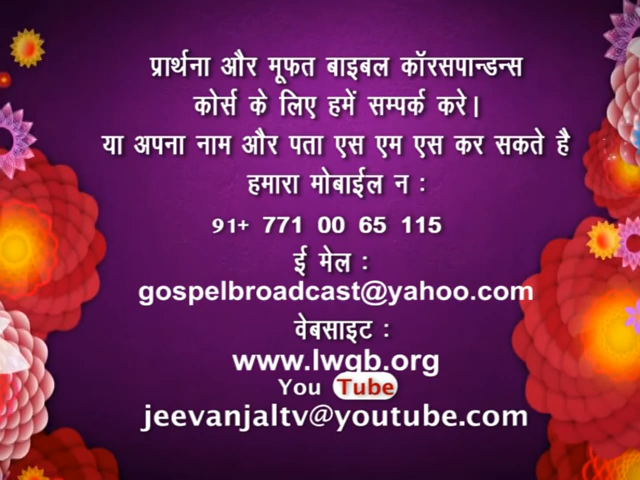 प्रार्थना और मूफत बाइबल कॉरसपान्डन्स
कोर्स के लिए हमें सम्पर्क करे।
या अपना नाम और पता एस एम एस कर सकते है
हमारा मोबाईल न :
91+ 771 00 65 115
ई मेल :
gospelbroadcast@yahoo.com
वेबसाइट :
www.lwgb.org
You Tube
jeevanjaltv@youtube.com